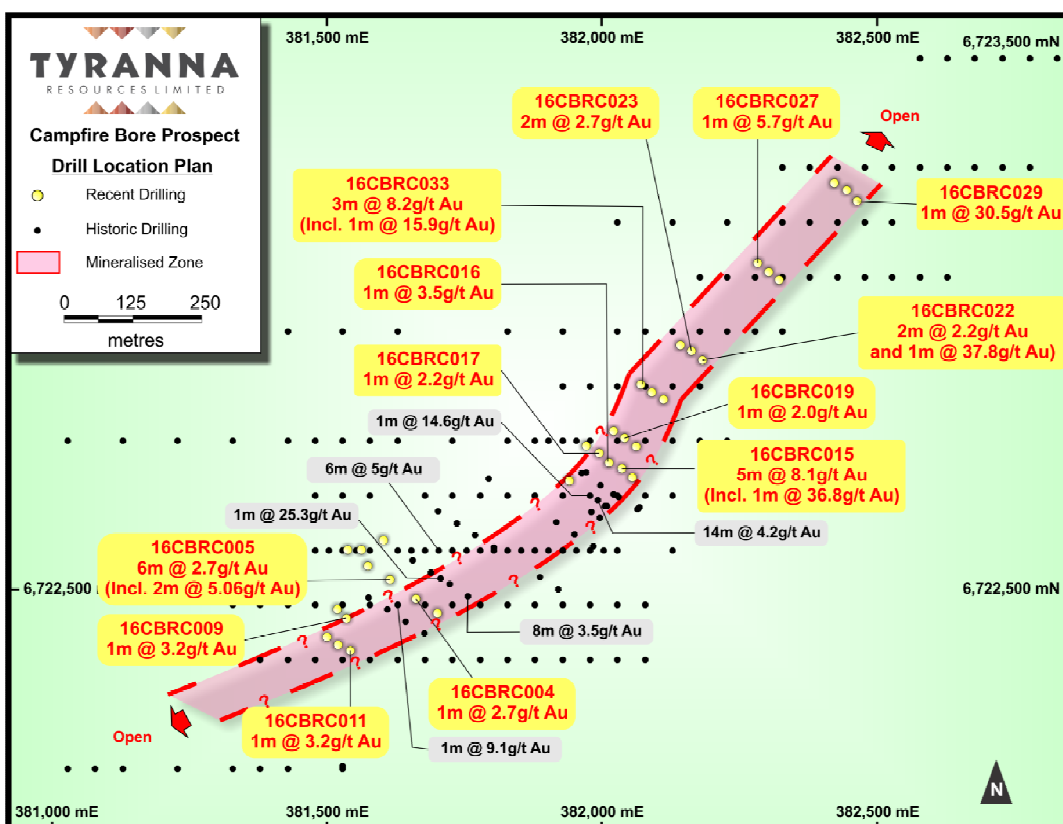 TYRANNA
RESOURCES LIMITED
Campfire Bore Prospect
Drill Location Plan
Recent Drilling
Historic Drilling
Mineralised Zone
0 125 250
metres
381,500 mE
382,000 mE
382,500 mE
6,723,500 mN
16CBRC023
2m @ 2.7g/t Au
16CBRC027
1m @ 5.7g/t Au
Open
16CBRC033
3m @ 8.2g/t Au
(Incl. 1m @ 15.9g/t Au)
16CBRC029
1m @ 30.5g/t Au
16CBRC016
1m @ 3.5g/t Au
16CBRC022
2m @ 2.2g/t Au
and 1m @ 37.8g/t Au)
16CBRC017
1m @ 2.2g/t Au
16CBRC019
1m @ 2.0g/t Au
1m @ 14.6g/t Au
?
?
16CBRC015
5m @ 8.1g/t Au
(Incl. 1m @ 36.8g/t Au)
6m @ 5g/t Au
?
?
1m @ 25.3g/t Au
14m @ 4.2g/t Au
?
?
16CBRC005
6m @ 2.7g/t Au
(Incl. 2m @ 5.06g/t Au)
?
?
6,722,500 mN
6,722,500 mN
16CBRC009
1m @ 3.2g/t Au
?
?
8m @ 3.5g/t Au
?
?
16CBRC004
1m @ 2.7g/t Au
16CBRC011
1m @ 3.2g/t Au
Open
1m @ 9.1g/t Au
N
381,000 mE
381,500 mE
382,000 mE
382,500 mE